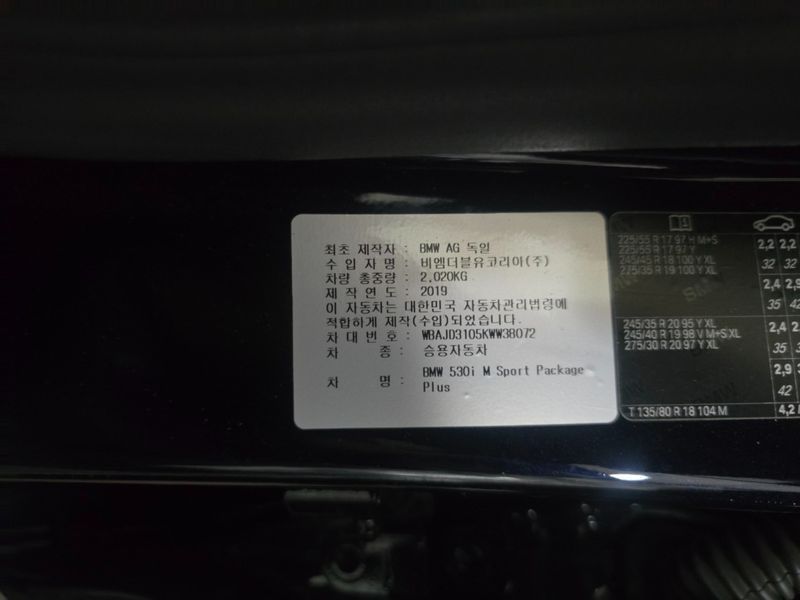 최초 제작자 : BMW AG 독일
수 입 자 명 : 비엠더블유코리아(주)
차량 총중량 : 2,020KG
제 작 연 도 : 2019
이 자동차는 대한민국 자동차관리법령에
적합하게 제작(수입)되었습니다.
차 대 번 호 : WBAJD3105KWW38072
차 종 : 승용자동차
차 명 : BMW 530i M Sport Package
Plus
225/55 R 17 97 H M+S
225/55 R 17 97 Y
245/45 R 18 100 Y XL
275/35 R 19 100 Y XL
2,2 2,2
32 32
2,4
35
245/35 R 20 95 Y XL
245/40 R 19 98 V M+S XL
275/30 R 20 97 Y XL
2,4
35
2,9
42
T 135/80 R 18 104 M 4,2